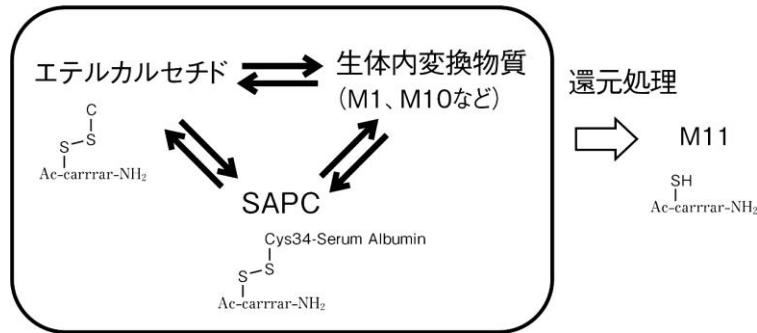 エテルカルセチド
生体内変換物質
(M1、M10など)
還元処理
M11
C
S-S
Ac-carrrar-NH₂
SAPC
Cys34-Serum Albumin
S-S
Ac-carrrar-NH₂
SH
Ac-carrrar-NH₂